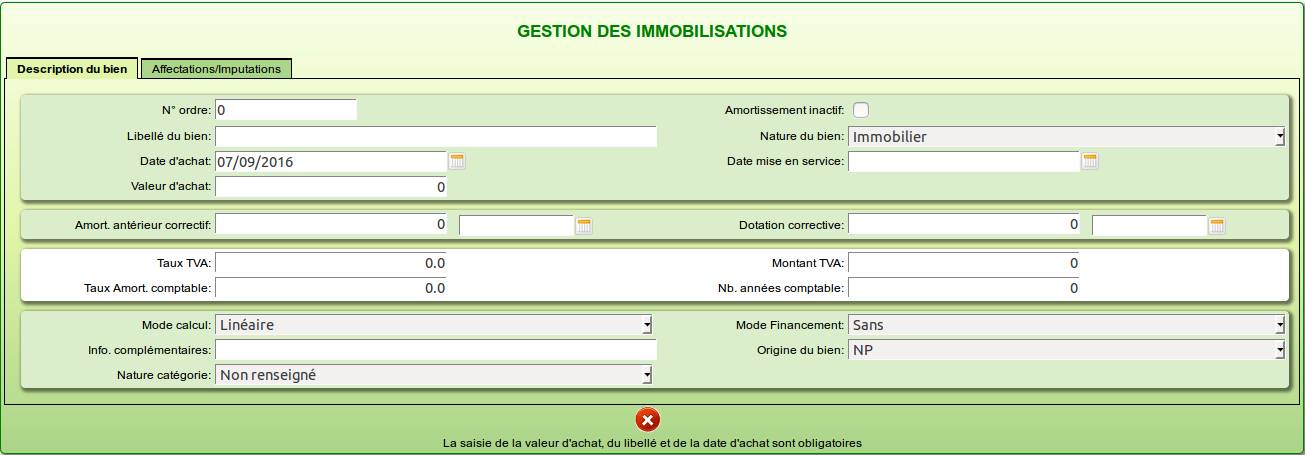 GESTION DES IMMOBILISATIONS
Description du bien Affectations/Imputations
N° ordre: 0 Amortissement inactif:
Libellé du bien: Nature du bien: Immobilier
Date d'achat: 07/09/2016 Date mise en service:
Valeur d'achat: 0
Amort. antérieur correctif: 0 Dotation corrective: 0
Taux TVA: 0.0 Montant TVA: 0
Taux Amort. comptable: 0.0 Nb. années comptable: 0
Mode calcul: Linéaire Mode Financement: Sans
Info. complémentaires: Origine du bien: NP
Nature catégorie: Non renseigné
La saisie de la valeur d'achat, du libellé et de la date d'achat sont obligatoires